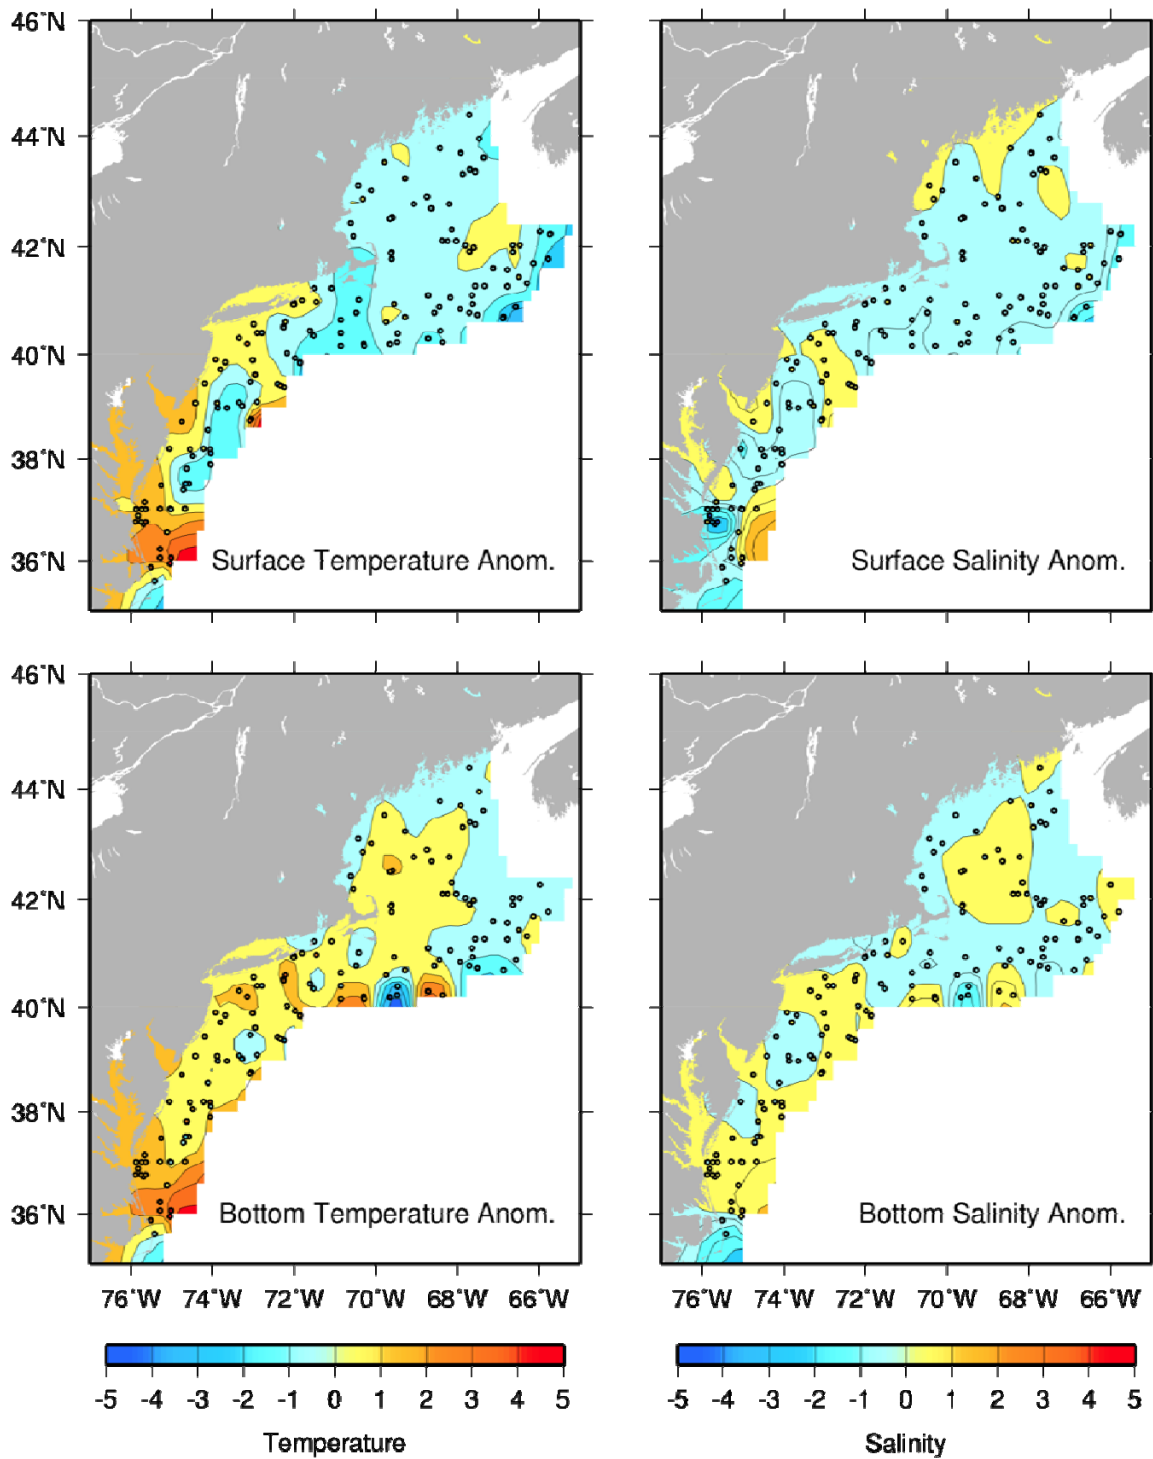 46°N
44°N
42°N
40°N
38°N
36°N
Surface Temperature Anom.
Surface Salinity Anom.
46°N
44°N
42°N
40°N
38°N
36°N
Bottom Temperature Anom.
Bottom Salinity Anom.
76°W 74°W 72°W 70°W 68°W 66°W
76°W 74°W 72°W 70°W 68°W 66°W
-5 -4 -3 -2 -1 0 1 2 3 4 5
-5 -4 -3 -2 -1 0 1 2 3 4 5
Temperature
Salinity